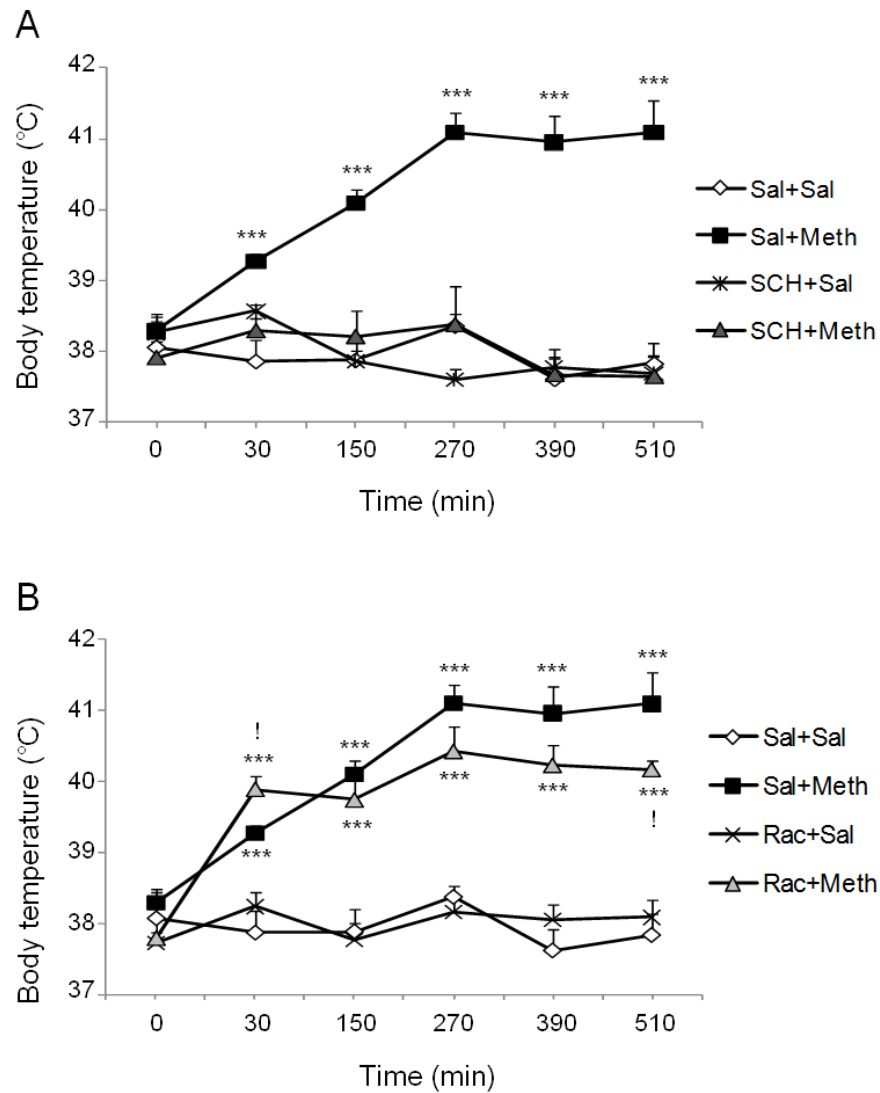 A
Body temperature (°C)
42
41
40
39
38
37
***
***
***
***
***
0 30 150 270 390 510
Time (min)
Sal+Sal
Sal+Meth
SCH+Sal
SCH+Meth
B
Body temperature (°C)
42
41
40
39
38
37
!
***
***
***
***
***
***
***
***
***
***
!
0 30 150 270 390 510
Time (min)
Sal+Sal
Sal+Meth
Rac+Sal
Rac+Meth